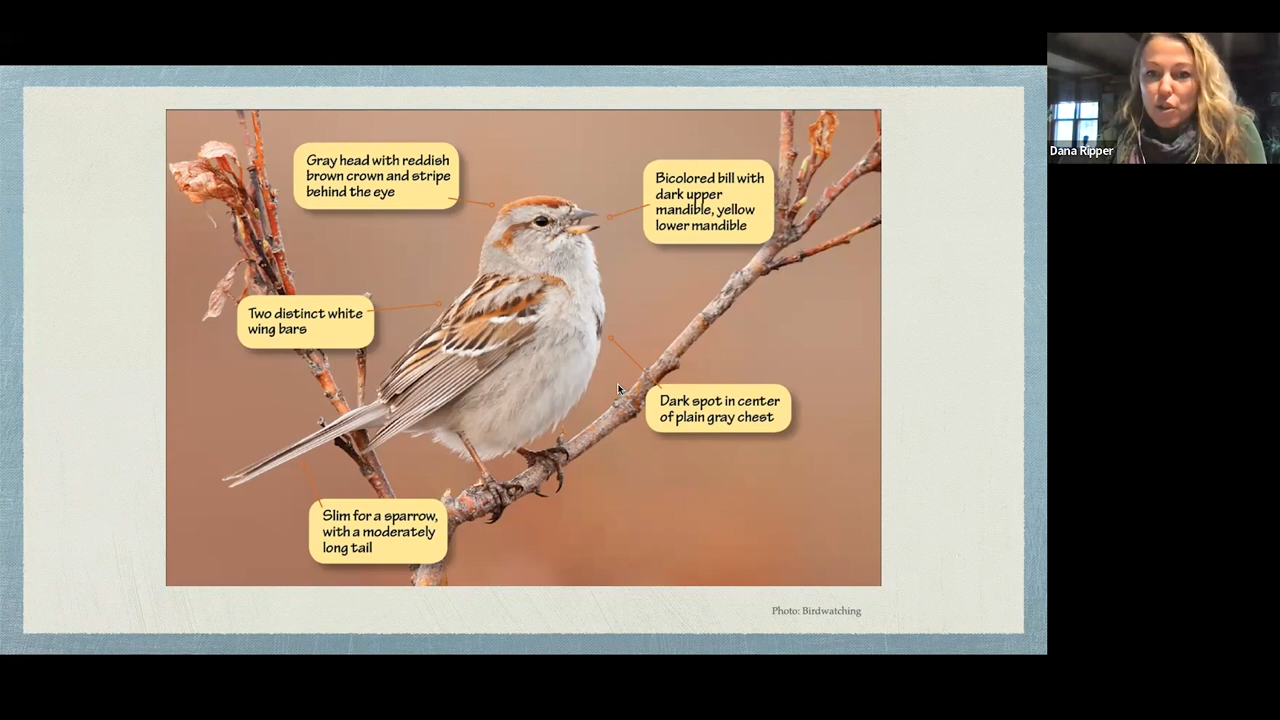 Gray head with reddish
brown crown and stripe
behind the eye
Bicolored bill with
dark upper
mandible, yellow
lower mandible
Two distinct white
wing bars
Dark spot in center
of plain gray chest
Slim for a sparrow,
with a moderately
long tail
Photo: Birdwatching
Dana Ripper